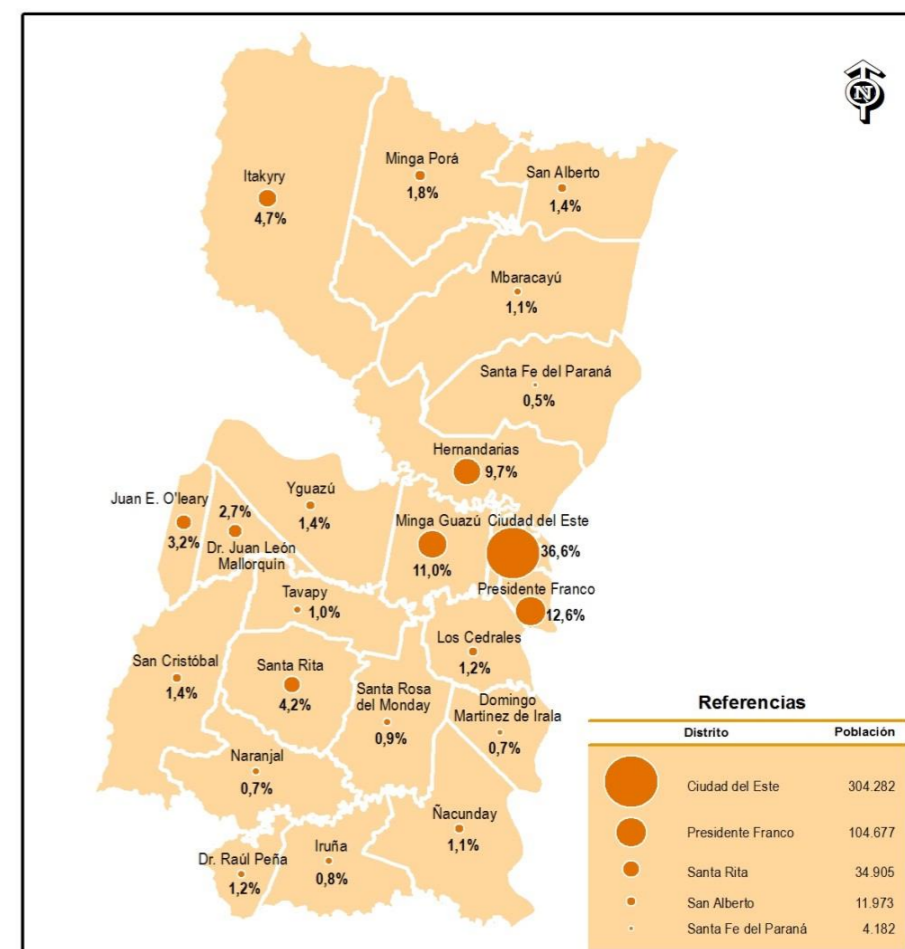 N
Itakyry
4,7%
Minga Porá
1,8%
San Alberto
1,4%
Mbaracayú
1,1%
Santa Fe del Paraná
0,5%
Hernandarias
9,7%
Juan E. O'leary
3,2%
2,7%
Dr. Juan León
Mallorquín
Yguazú
1,4%
Minga Guazú
11,0%
Ciudad del Este
36,6%
Presidente Franco
12,6%
Tavapy
1,0%
Los Cedrales
1,2%
San Cristóbal
1,4%
Santa Rita
4,2%
Santa Rosa
del Monday
0,9%
Domingo
Martinez de Irala
0,7%
Naranjal
0,7%
Ñacunday
1,1%
Dr. Raúl Peña
1,2%
Iruña
0,8%
Referencias
Distrito Población
Ciudad del Este 304.282
Presidente Franco 104.677
Santa Rita 34.905
San Alberto 11.973
Santa Fe del Paraná 4.182